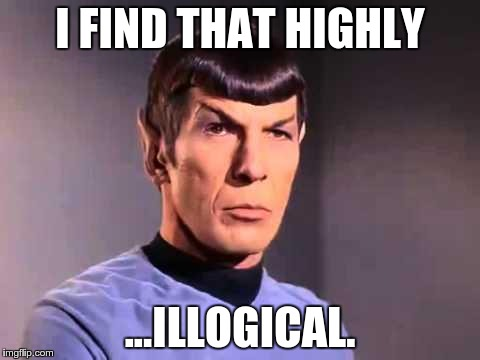 I FIND THAT HIGHLY
...ILLOGICAL.
imgflip.com